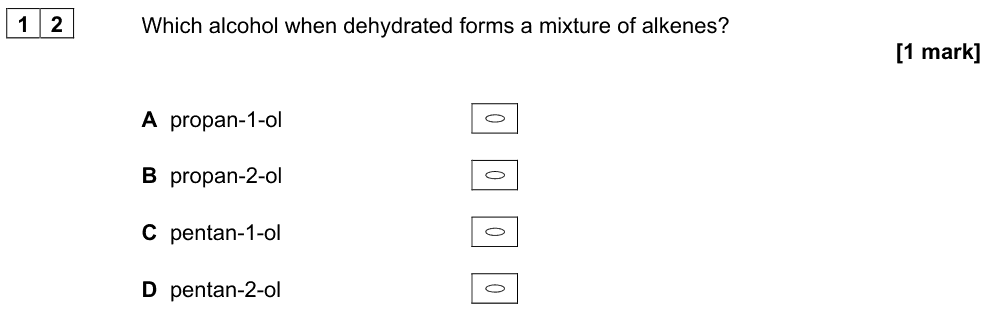 1 2 Which alcohol when dehydrated forms a mixture of alkenes?
[1 mark]
A propan-1-ol
B propan-2-ol
C pentan-1-ol
D pentan-2-ol